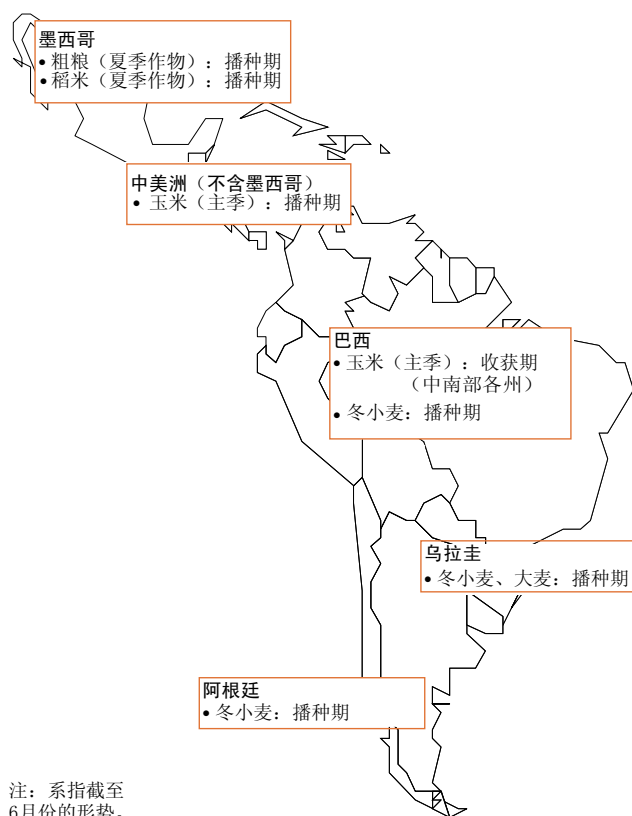 墨西哥
• 粗粮（夏季作物）：播种期
• 稻米（夏季作物）：播种期
中美洲（不含墨西哥）
• 玉米（主季）：播种期
巴西
• 玉米（主季）：收获期
（中南部各州）
• 冬小麦：播种期
乌拉圭
• 冬小麦、大麦：播种期
阿根廷
• 冬小麦：播种期
注：系指截至
6月份的形势。